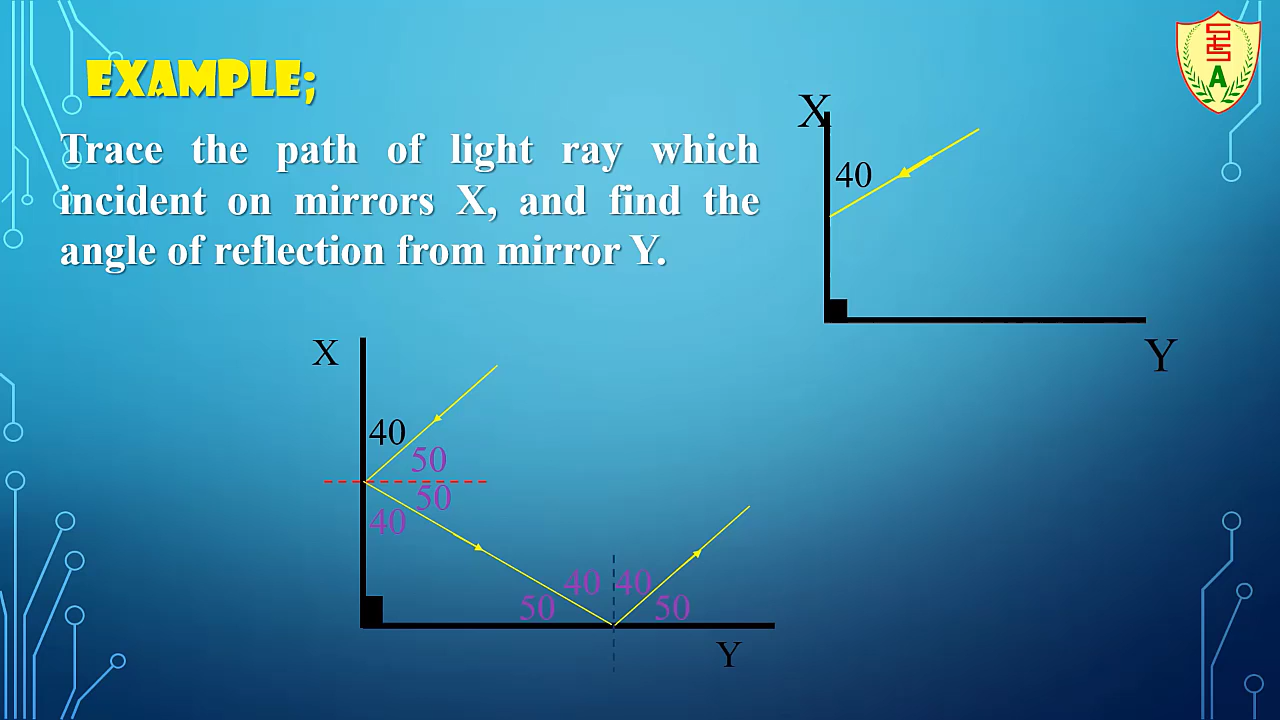 EXAMPLE;
Trace the path of light ray which
incident on mirrors X, and find the
angle of reflection from mirror Y.
X
40
Y
X
40
50
50
40
40 40
50 50
Y
A